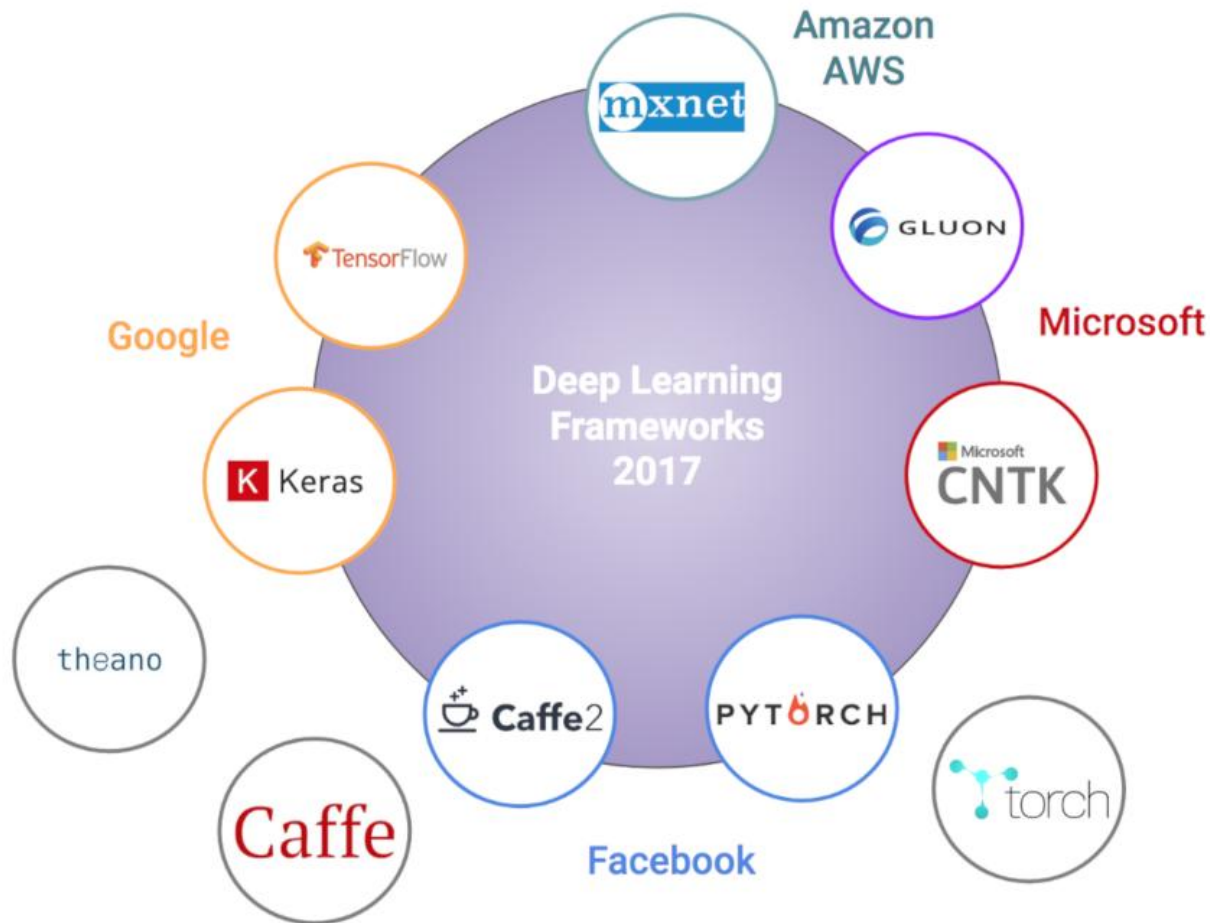 Amazon
AWS
mxnet
GLUON
TensorFlow
Google
Microsoft
Deep Learning
Frameworks
2017
Microsoft
CNTK
K Keras
theano
Caffe2
PYTORCH
torch
Caffe
Facebook